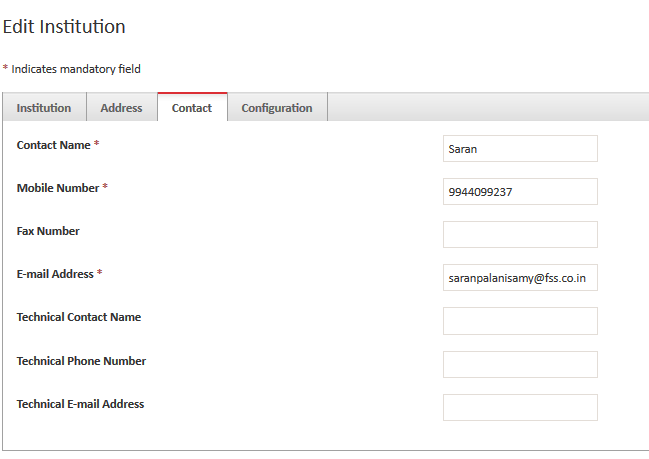 Edit Institution
* Indicates mandatory field
Institution Address Contact Configuration
Contact Name * Saran
Mobile Number * 9944099237
Fax Number
E-mail Address * saranpalanisamy@fss.co.in
Technical Contact Name
Technical Phone Number
Technical E-mail Address